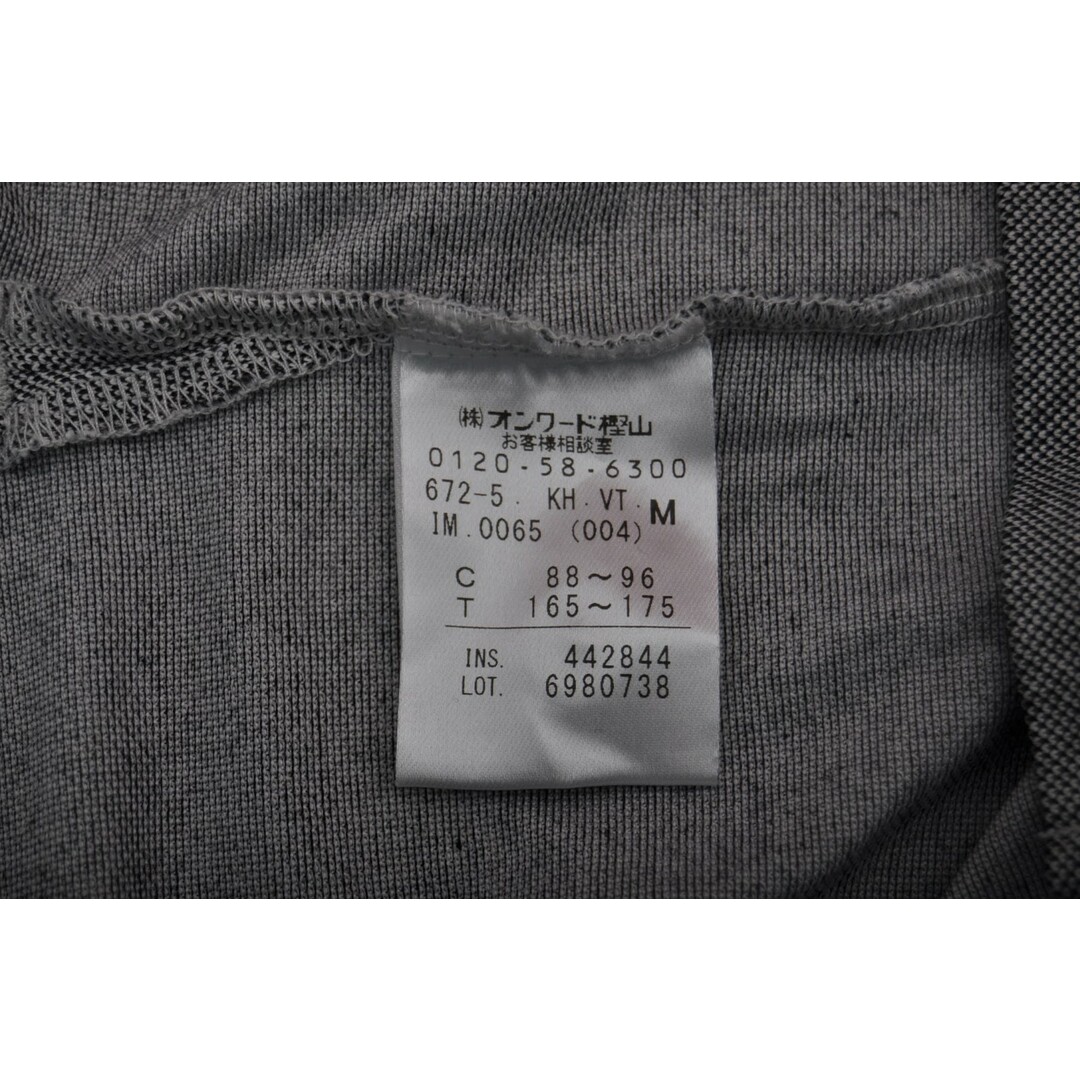 ㈱オンワード樫山
お客様相談室
0120-58-6300
672-5. KH.VT. M
IM.0065 (004)
C 88～96
T 165～175
INS. 442844
LOT. 6980738